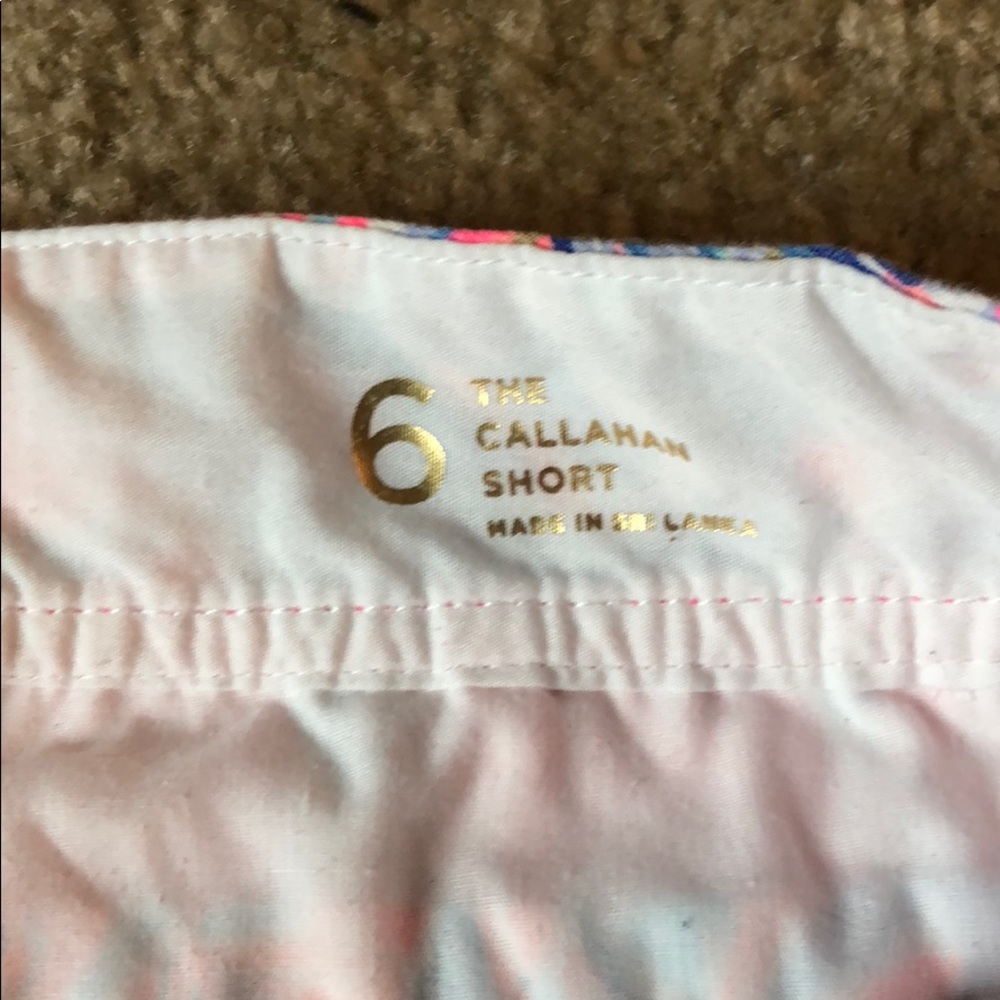 6
THE
CALLAHAN
SHORT
MADE IN SRI LANKA